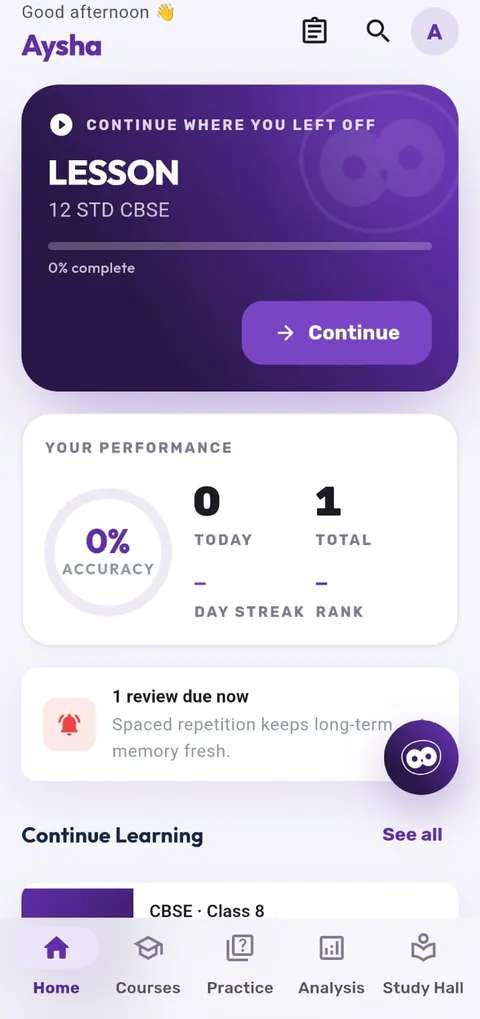 Good afternoon 👋
Aysha
A
CONTINUE WHERE YOU LEFT OFF
LESSON
12 STD CBSE
0% complete
→ Continue
YOUR PERFORMANCE
0%
ACCURACY
0
TODAY
1
TOTAL
–
DAY STREAK
–
RANK
1 review due now
Spaced repetition keeps long-term
memory fresh.
Continue Learning
See all
CBSE · Class 8
Home
Courses
Practice
Analysis
Study Hall